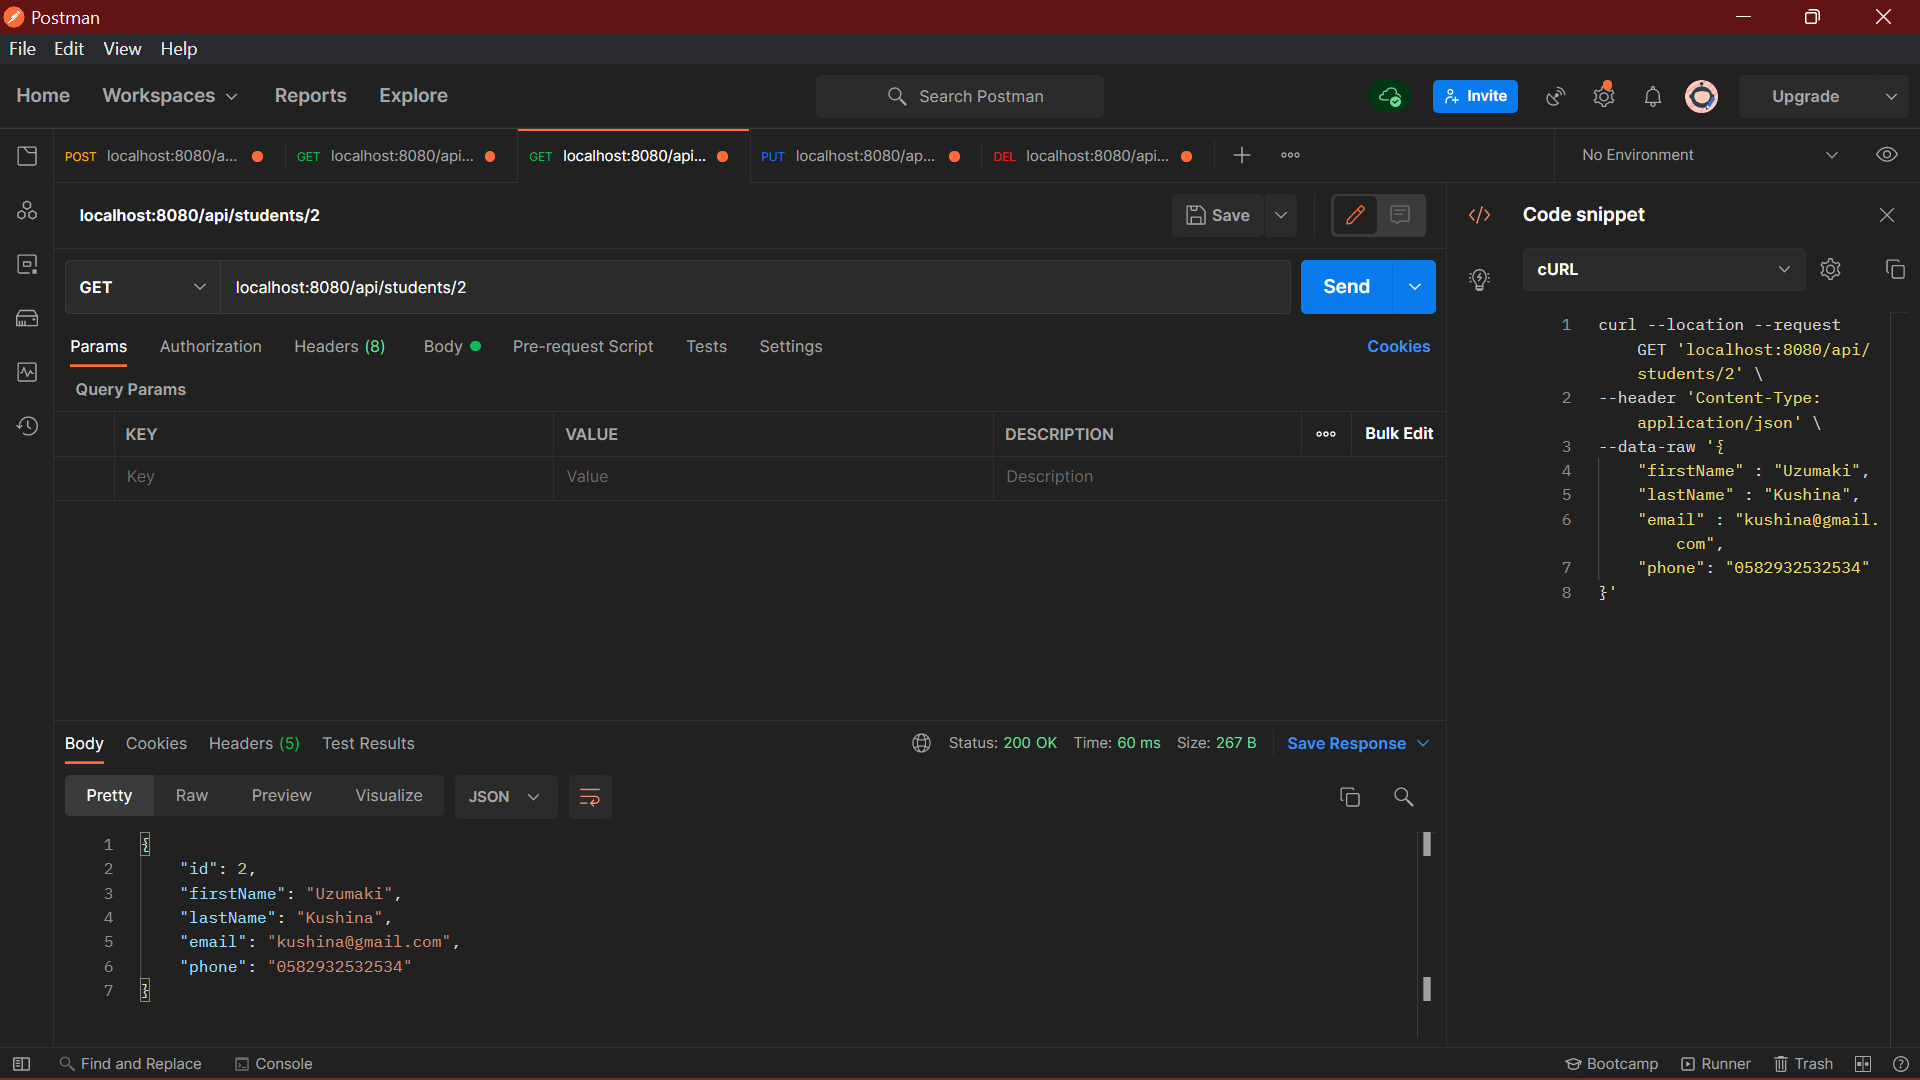 Postman
File Edit View Help
Home Workspaces Reports Explore Search Postman Invite Upgrade
POST localhost:8080/a... GET localhost:8080/api... GET localhost:8080/api... PUT localhost:8080/ap... DEL localhost:8080/api... No Environment
localhost:8080/api/students/2 Save
GET localhost:8080/api/students/2 Send
Params Authorization Headers (8) Body Pre-request Script Tests Settings Cookies
Query Params
KEY VALUE DESCRIPTION Bulk Edit
Key Value Description
Body Cookies Headers (5) Test Results Status: 200 OK Time: 60 ms Size: 267 B Save Response
Pretty Raw Preview Visualize JSON
1 {
2 "id": 2,
3 "firstName": "Uzumaki",
4 "lastName": "Kushina",
5 "email": "kushina@gmail.com",
6 "phone": "0582932532534"
7 }
Code snippet
cURL
1 curl --location --request
GET 'localhost:8080/api/
students/2' \
2 --header 'Content-Type:
application/json' \
3 --data-raw '{
4 "firstName" : "Uzumaki",
5 "lastName" : "Kushina",
6 "email" : "kushina@gmail.
com",
7 "phone": "0582932532534"
8 }'
Find and Replace Console Bootcamp Runner Trash